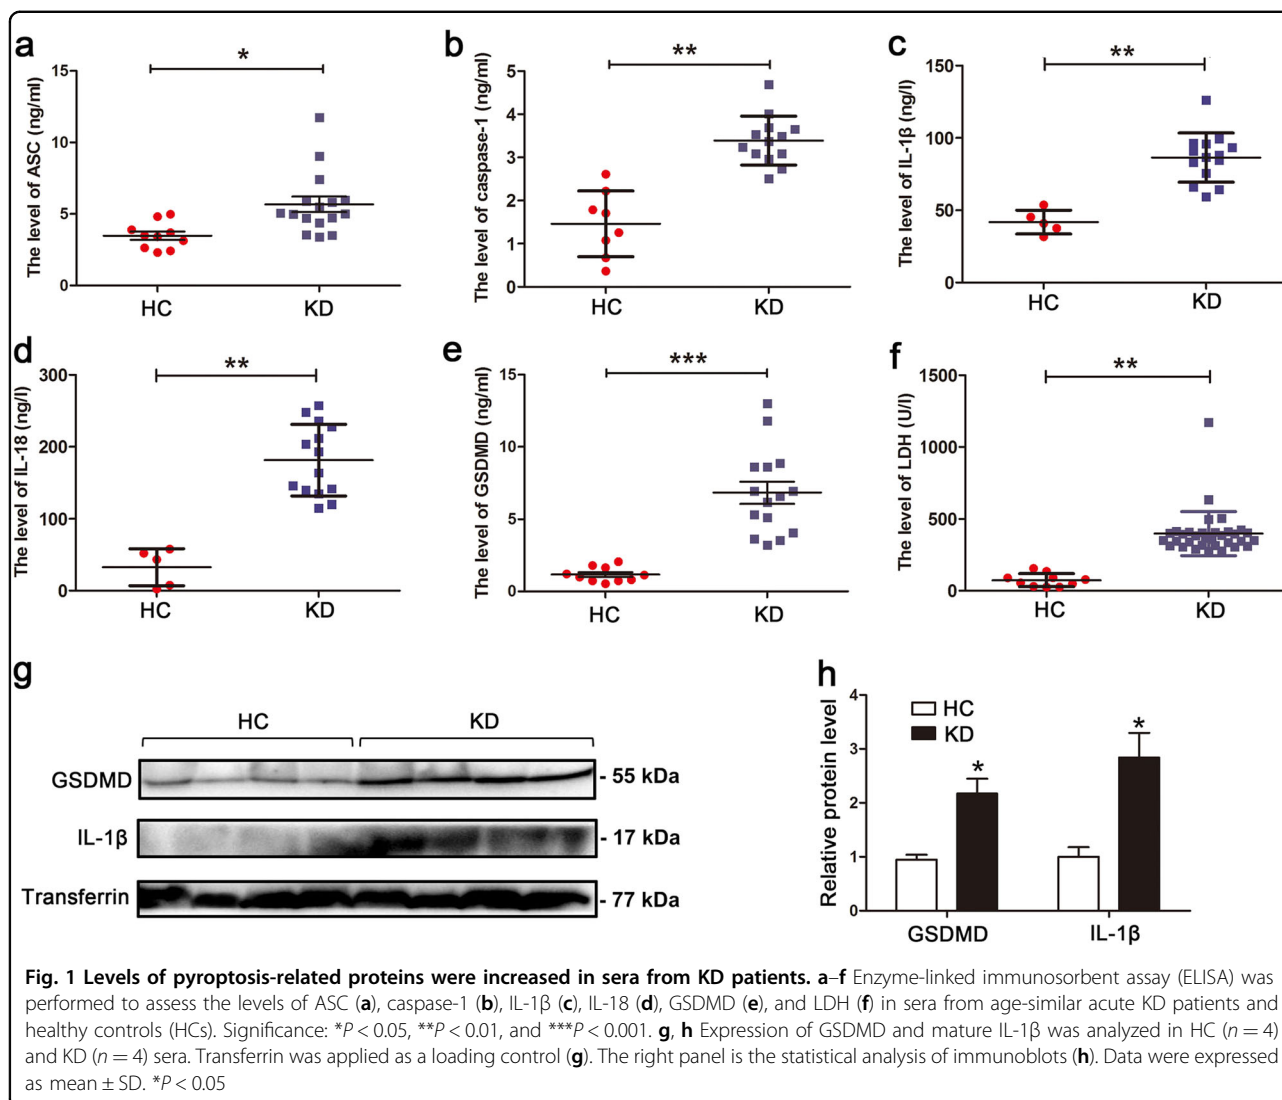 a
*
The level of ASC (ng/ml)
15
10
5
0
HC KD
b
**
The level of caspase-1 (ng/ml)
5
4
3
2
1
0
HC KD
c
**
The level of IL-1β (ng/l)
150
100
50
0
HC KD
d
**
The level of IL-18 (ng/l)
300
200
100
0
HC KD
e
***
The level of GSDMD (ng/ml)
15
10
5
0
HC KD
f
**
The level of LDH (U/l)
1500
1000
500
0
HC KD
g
HC KD
GSDMD - 55 kDa
IL-1β - 17 kDa
Transferrin - 77 kDa
h
Relative protein level
4
3
2
1
0
HC
KD
* *
GSDMD IL-1β
Fig. 1 Levels of pyroptosis-related proteins were increased in sera from KD patients. a–f Enzyme-linked immunosorbent assay (ELISA) was
performed to assess the levels of ASC (a), caspase-1 (b), IL-1β (c), IL-18 (d), GSDMD (e), and LDH (f) in sera from age-similar acute KD patients and
healthy controls (HCs). Significance: *P < 0.05, **P < 0.01, and ***P < 0.001. g, h Expression of GSDMD and mature IL-1β was analyzed in HC (n = 4)
and KD (n = 4) sera. Transferrin was applied as a loading control (g). The right panel is the statistical analysis of immunoblots (h). Data were expressed
as mean ± SD. *P < 0.05